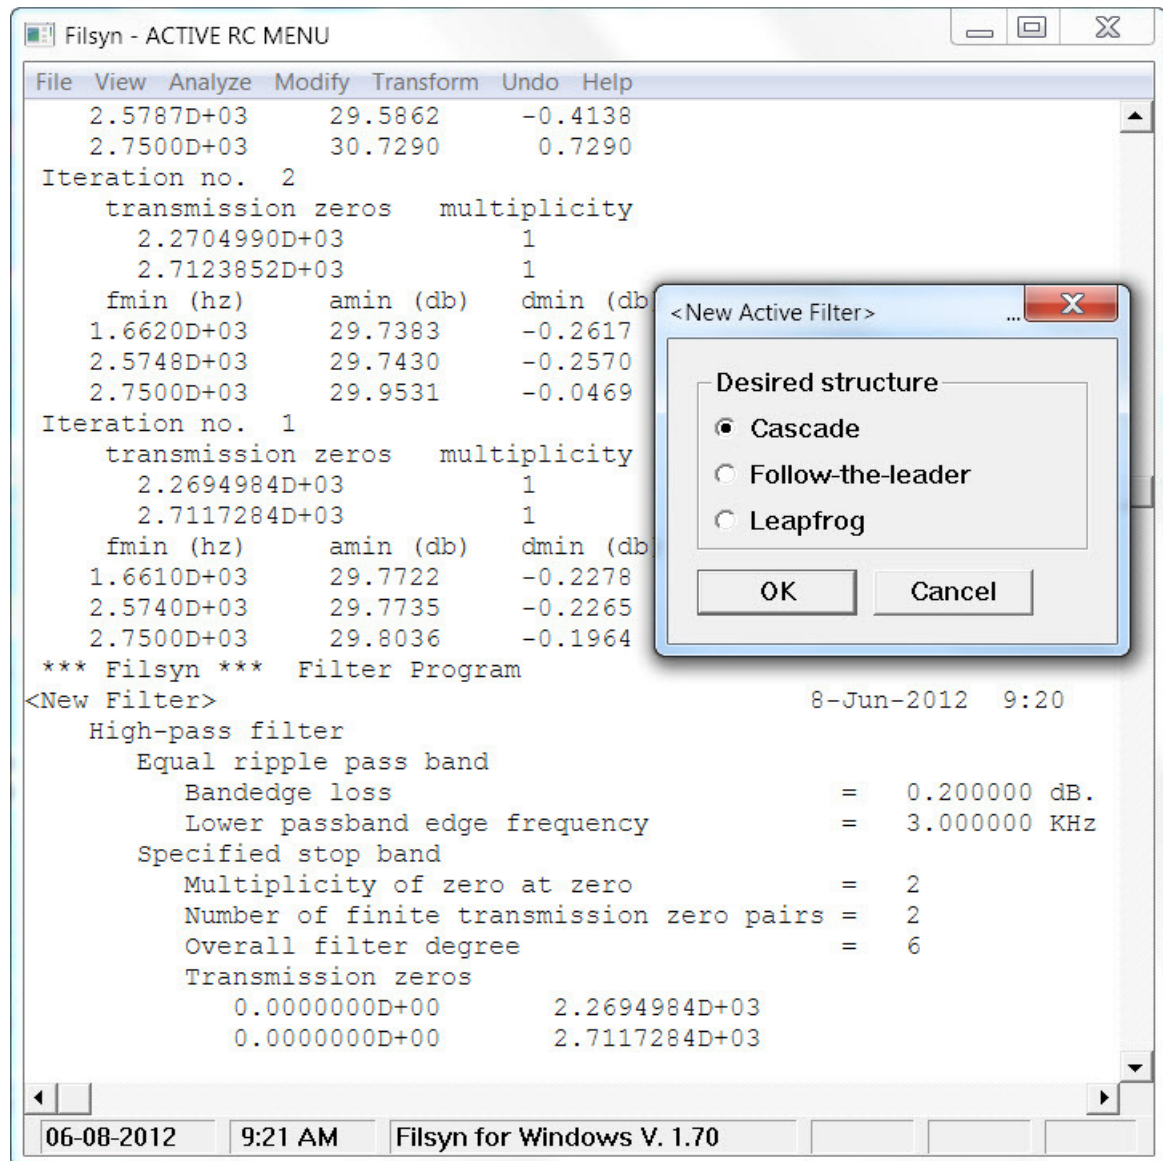 Filsyn - ACTIVE RC MENU
File View Analyze Modify Transform Undo Help
2.5787D+03 29.5862 -0.4138
2.7500D+03 30.7290 0.7290
Iteration no. 2
transmission zeros multiplicity
2.2704990D+03 1
2.7123852D+03 1
fmin (hz) amin (db) dmin (db
1.6620D+03 29.7383 -0.2617
2.5748D+03 29.7430 -0.2570
2.7500D+03 29.9531 -0.0469
Iteration no. 1
transmission zeros multiplicity
2.2694984D+03 1
2.7117284D+03 1
fmin (hz) amin (db) dmin (db
1.6610D+03 29.7722 -0.2278
2.5740D+03 29.7735 -0.2265
2.7500D+03 29.8036 -0.1964
*** Filsyn *** Filter Program
<New Filter> 8-Jun-2012 9:20
High-pass filter
Equal ripple pass band
Bandedge loss = 0.200000 dB.
Lower passband edge frequency = 3.000000 KHz
Specified stop band
Multiplicity of zero at zero = 2
Number of finite transmission zero pairs = 2
Overall filter degree = 6
Transmission zeros
0.0000000D+00 2.2694984D+03
0.0000000D+00 2.7117284D+03
<New Active Filter> ...
Desired structure
Cascade
Follow-the-leader
Leapfrog
OK Cancel
06-08-2012 9:21 AM Filsyn for Windows V. 1.70